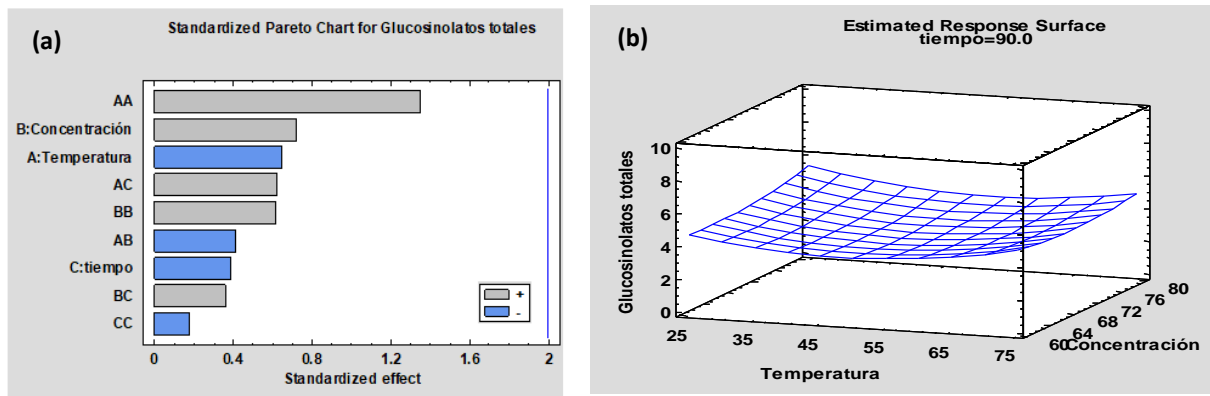 (a)
Standardized Pareto Chart for Glucosinolatos totales
AA
B:Concentración
A:Temperatura
AC
BB
AB
C:tiempo
BC
CC
+
-
0 0.4 0.8 1.2 1.6 2
Standardized effect
(b)
Estimated Response Surface
tiempo=90.0
Glucosinolatos totales
10
8
6
4
2
0
25 35 45 55 65 75
Temperatura
60 64 68 72 76 80
Concentración